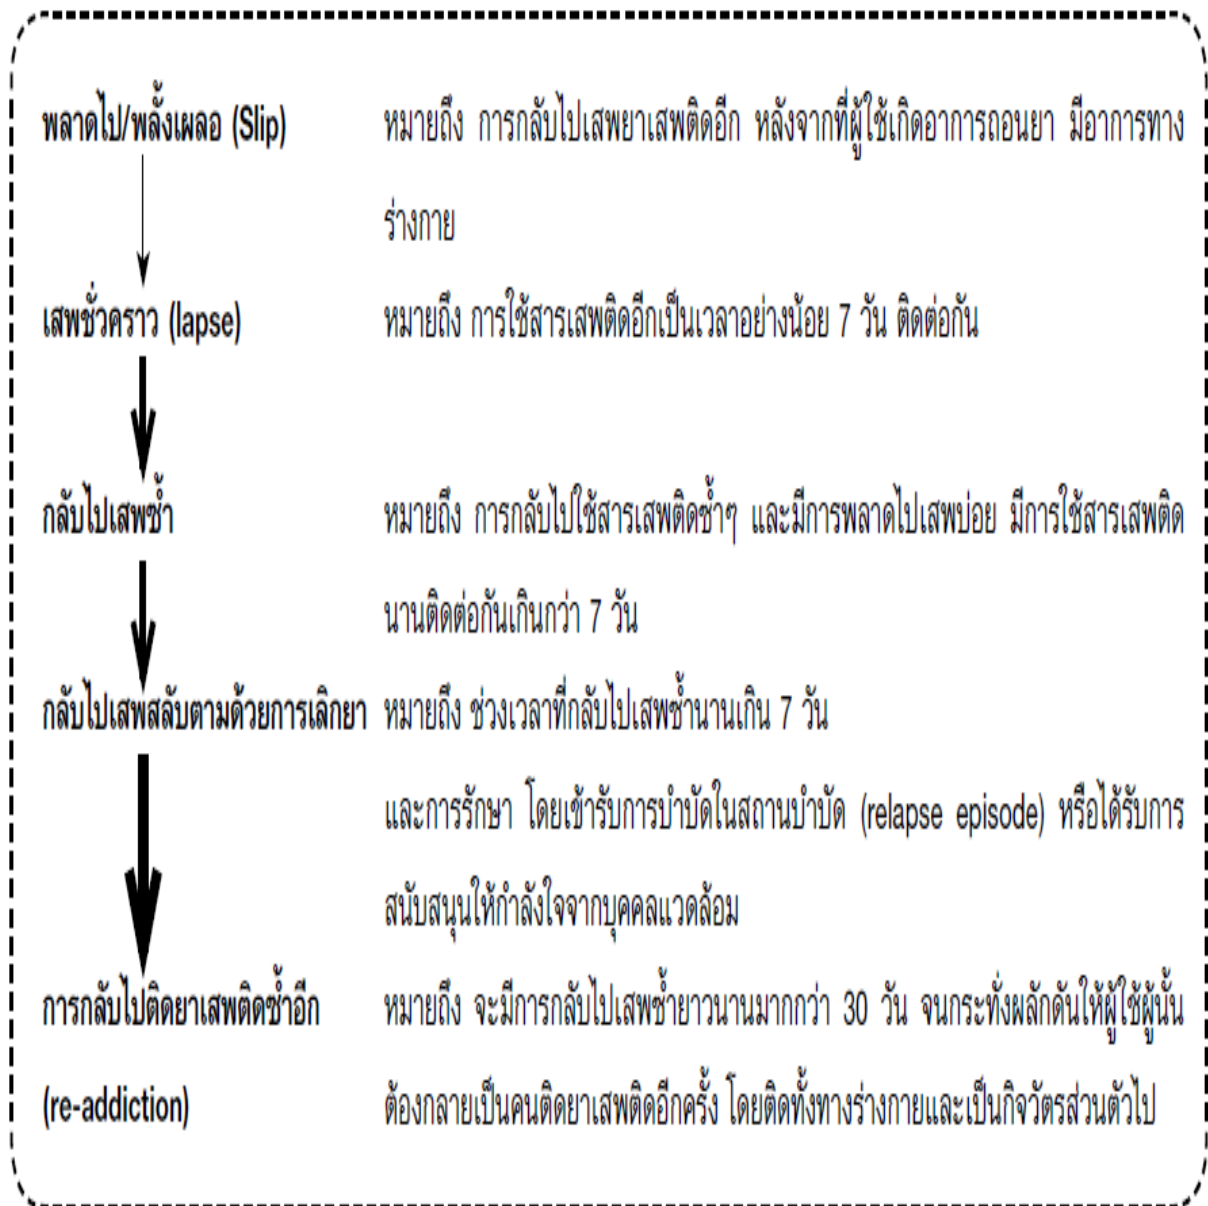 พลาดไป/พลั้งเผลอ (Slip) หมายถึง การกลับไปเสพยาเสพติดอีก หลังจากที่ผู้ใช้เกิดอาการถอนยา มีอาการทาง
ร่างกาย
เสพชั่วคราว (lapse) หมายถึง การใช้สารเสพติดอีกเป็นเวลาอย่างน้อย 7 วัน ติดต่อกัน
กลับไปเสพซ้ำ หมายถึง การกลับไปใช้สารเสพติดซ้ำๆ และมีการพลาดไปเสพบ่อย มีการใช้สารเสพติด
นานติดต่อกันเกินกว่า 7 วัน
กลับไปเสพสลับตามด้วยการเลิกยา หมายถึง ช่วงเวลาที่กลับไปเสพซ้ำนานเกิน 7 วัน
และการรักษา โดยเข้ารับการบำบัดในสถานบำบัด (relapse episode) หรือได้รับการ
สนับสนุนให้กำลังใจจากบุคคลแวดล้อม
การกลับไปติดยาเสพติดซ้ำอีก หมายถึง จะมีการกลับไปเสพซ้ำยาวนานมากกว่า 30 วัน จนกระทั่งผลักดันให้ผู้ใช้ผู้นั้น
(re-addiction) ต้องกลายเป็นคนติดยาเสพติดอีกครั้ง โดยติดทั้งทางร่างกายและเป็นกิจวัตรส่วนตัวไป